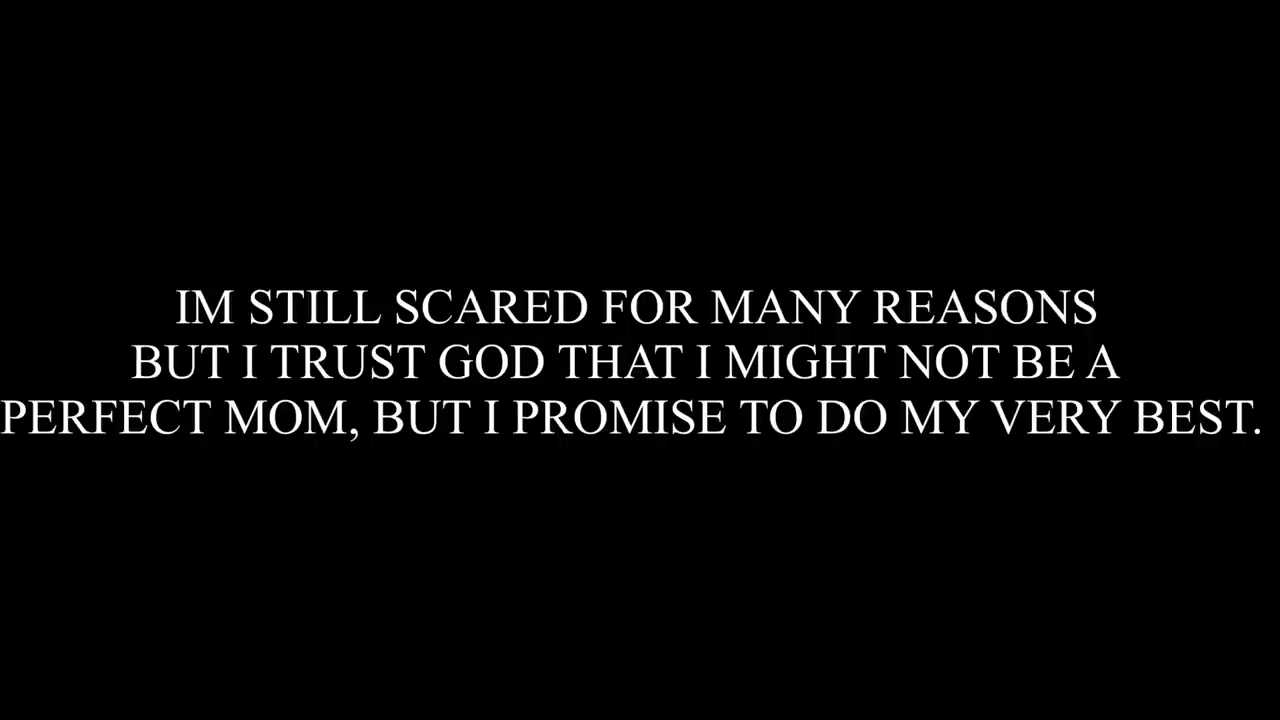 IM STILL SCARED FOR MANY REASONS
BUT I TRUST GOD THAT I MIGHT NOT BE A
PERFECT MOM, BUT I PROMISE TO DO MY VERY BEST.